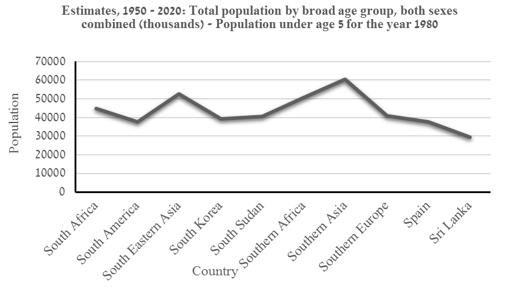 Estimates, 1950 - 2020: Total population by broad age group, both sexes
combined (thousands) - Population under age 5 for the year 1980
Population
70000
60000
50000
40000
30000
20000
10000
0
South Africa
South America
South Eastern Asia
South Korea
South Sudan
Southern Africa
Southern Asia
Southern Europe
Spain
Sri Lanka
Country